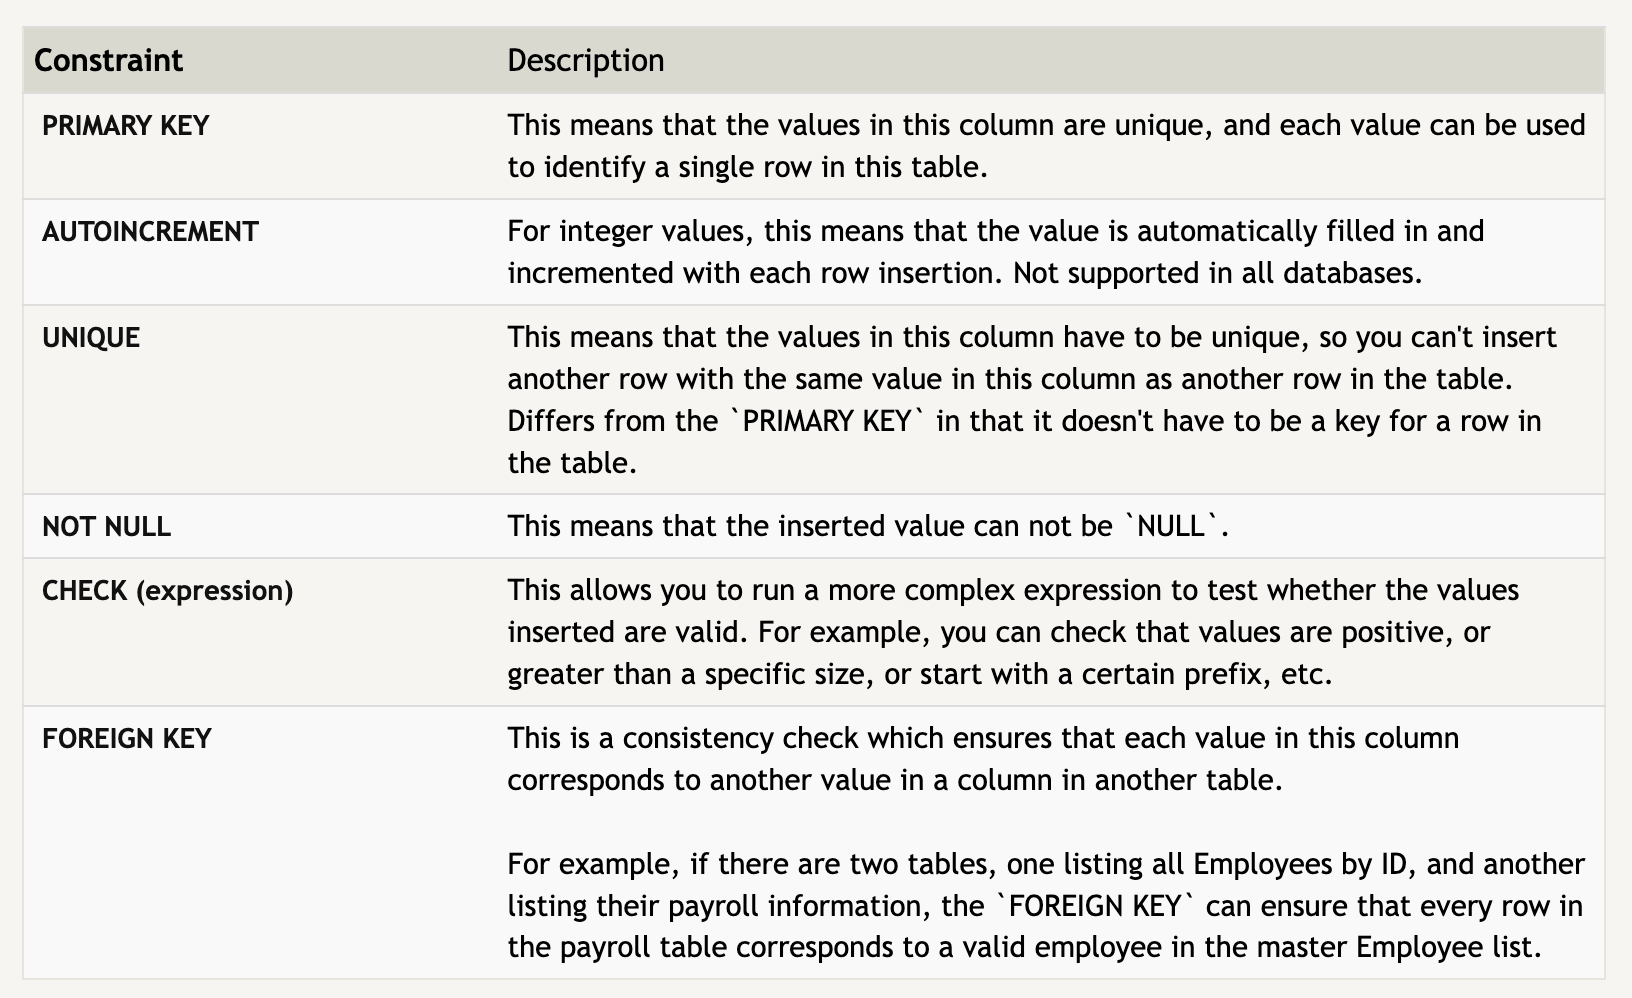 Constraint Description
PRIMARY KEY This means that the values in this column are unique, and each value can be used
to identify a single row in this table.
AUTOINCREMENT For integer values, this means that the value is automatically filled in and
incremented with each row insertion. Not supported in all databases.
UNIQUE This means that the values in this column have to be unique, so you can't insert
another row with the same value in this column as another row in the table.
Differs from the `PRIMARY KEY` in that it doesn't have to be a key for a row in
the table.
NOT NULL This means that the inserted value can not be `NULL`.
CHECK (expression) This allows you to run a more complex expression to test whether the values
inserted are valid. For example, you can check that values are positive, or
greater than a specific size, or start with a certain prefix, etc.
FOREIGN KEY This is a consistency check which ensures that each value in this column
corresponds to another value in a column in another table.
For example, if there are two tables, one listing all Employees by ID, and another
listing their payroll information, the `FOREIGN KEY` can ensure that every row in
the payroll table corresponds to a valid employee in the master Employee list.